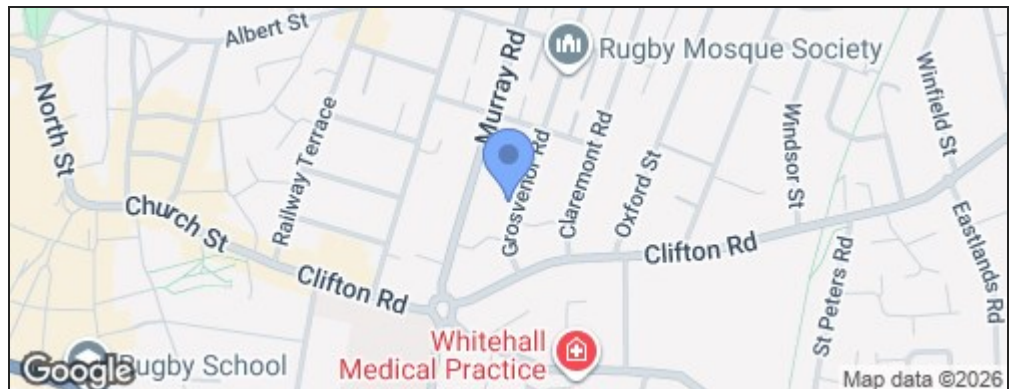 Albert St
Murray Rd
Rugby Mosque Society
Winfield St
North St
Railway Terrace
Grosvenor Rd
Claremont Rd
Oxford St
Windsor St
Church St
Clifton Rd
Clifton Rd
St Peters Rd
Eastlands Rd
Whitehall
Medical Practice
Rugby School
Google
Map data ©2026